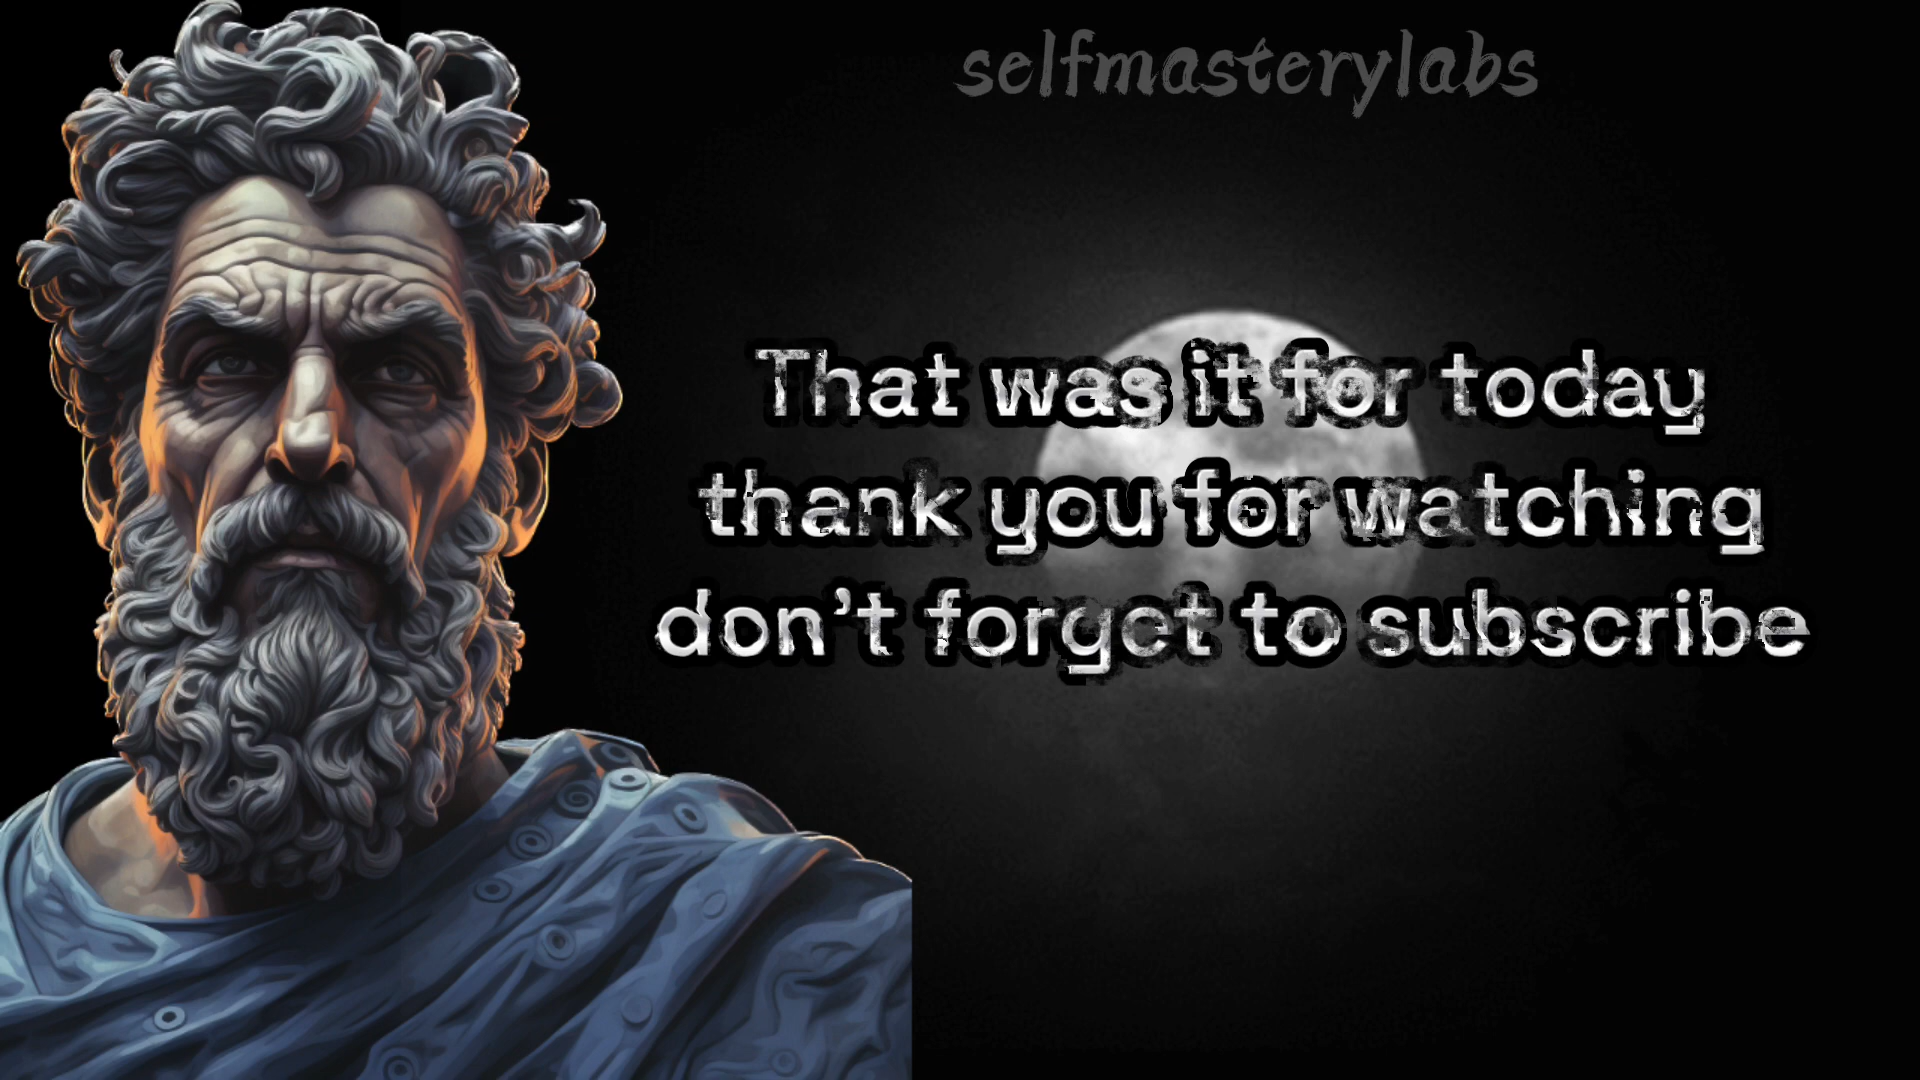 selfmasterylabs
That was it for today
thank you for watching
don't forget to subscribe